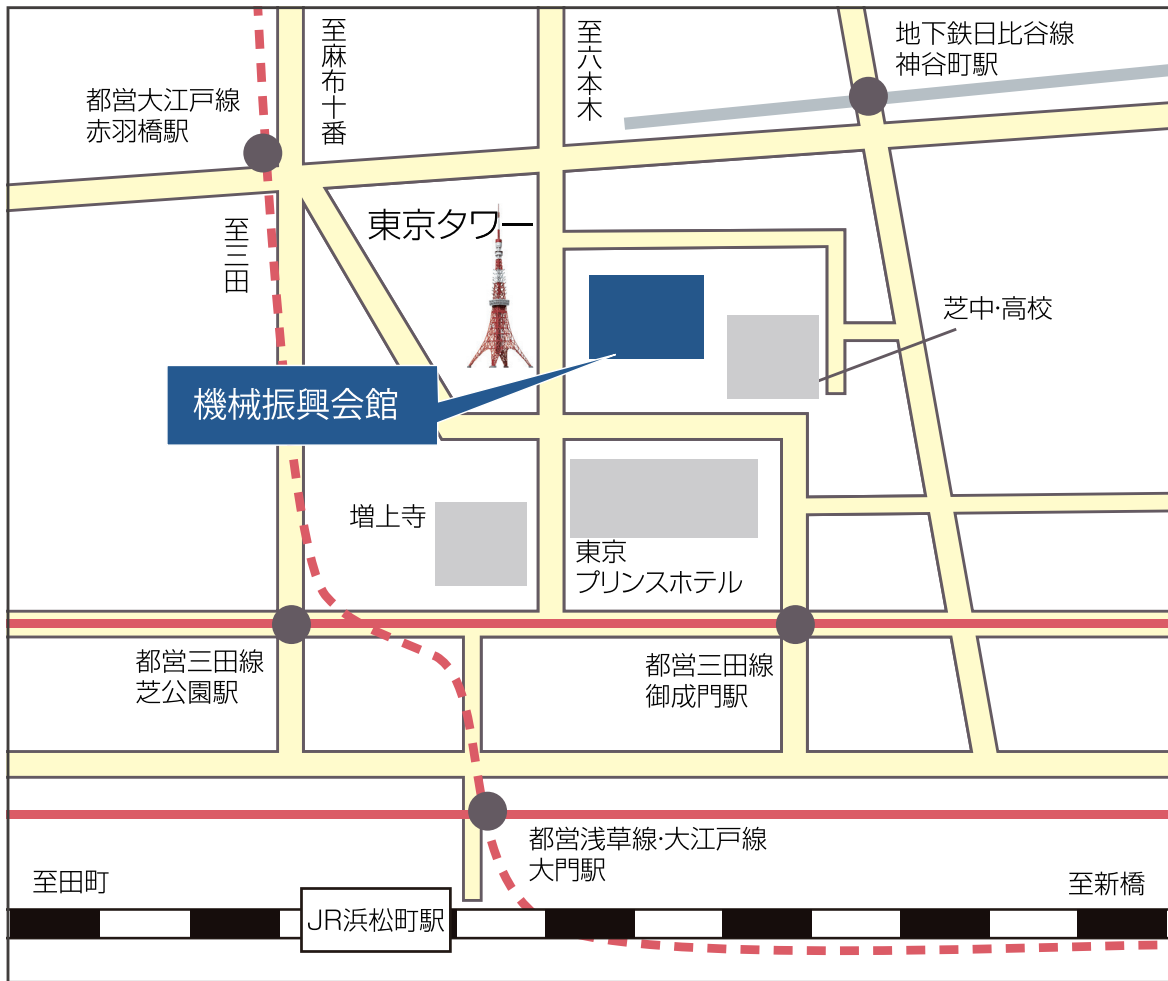 至麻布十番
至六本木
地下鉄日比谷線
神谷町駅
都営大江戸線
赤羽橋駅
至三田
東京タワー
芝中・高校
機械振興会館
増上寺
東京
プリンスホテル
都営三田線
芝公園駅
都営三田線
御成門駅
都営浅草線・大江戸線
大門駅
至田町
至新橋
JR浜松町駅